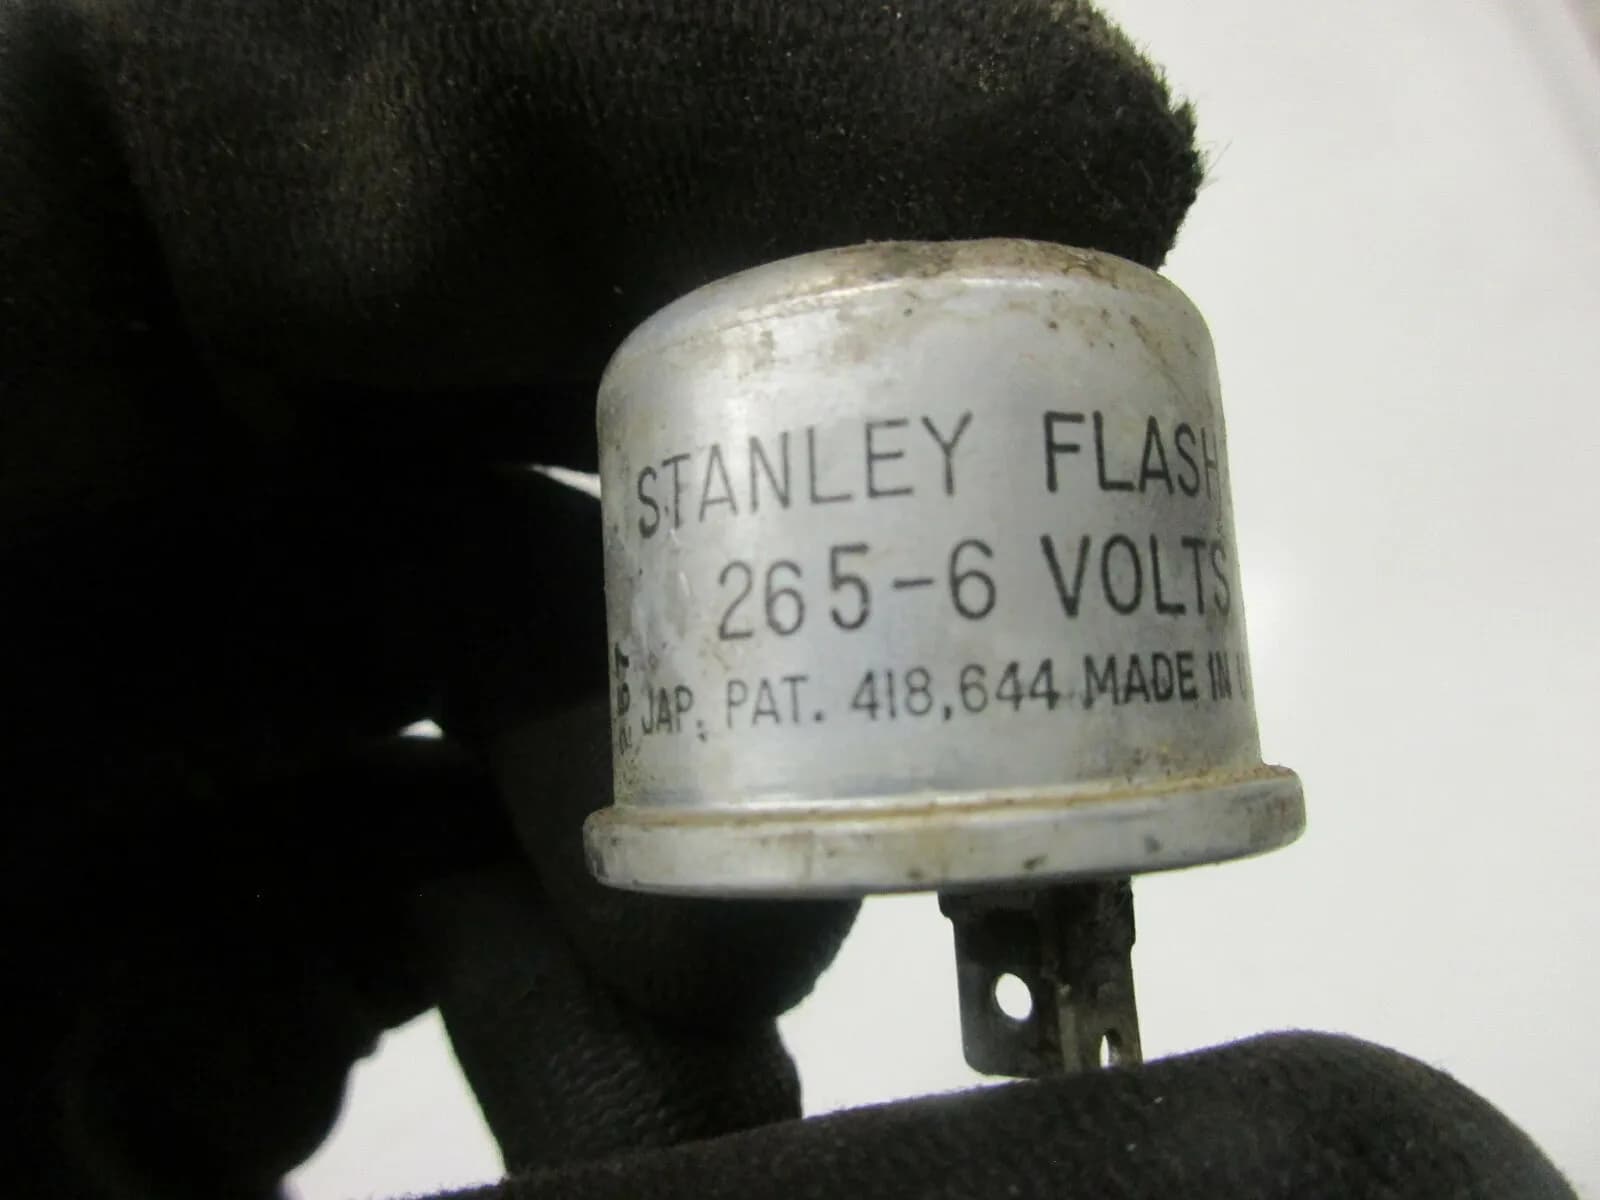 STANLEY FLASH
265-6 VOLTS
JAP. PAT. 418,644 MADE IN